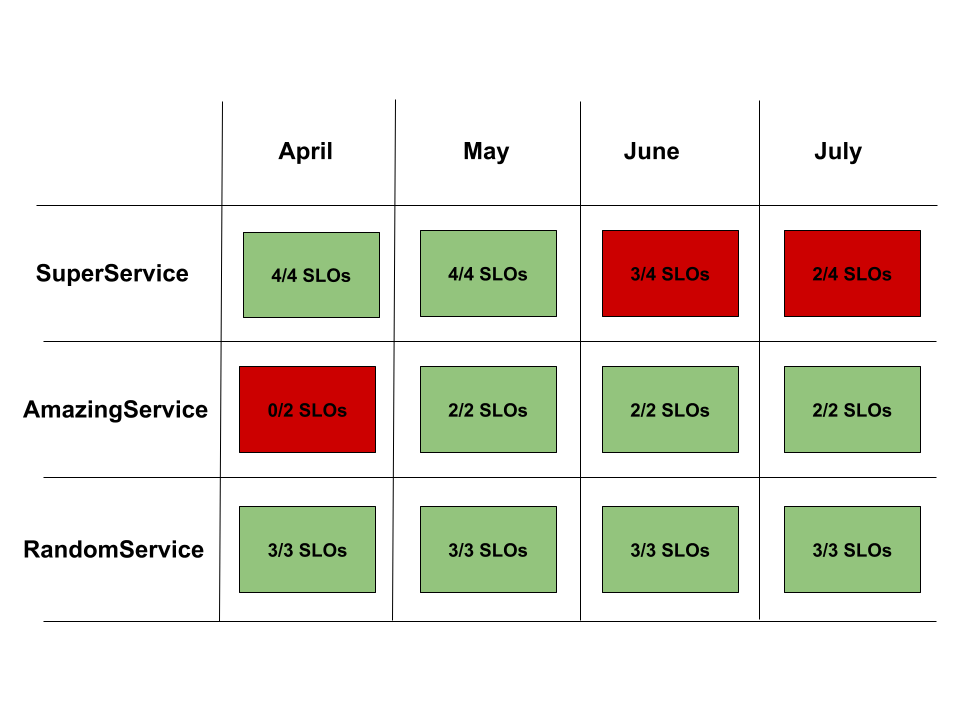 April May June July
SuperService 4/4 SLOs 4/4 SLOs 3/4 SLOs 2/4 SLOs
AmazingService 0/2 SLOs 2/2 SLOs 2/2 SLOs 2/2 SLOs
RandomService 3/3 SLOs 3/3 SLOs 3/3 SLOs 3/3 SLOs